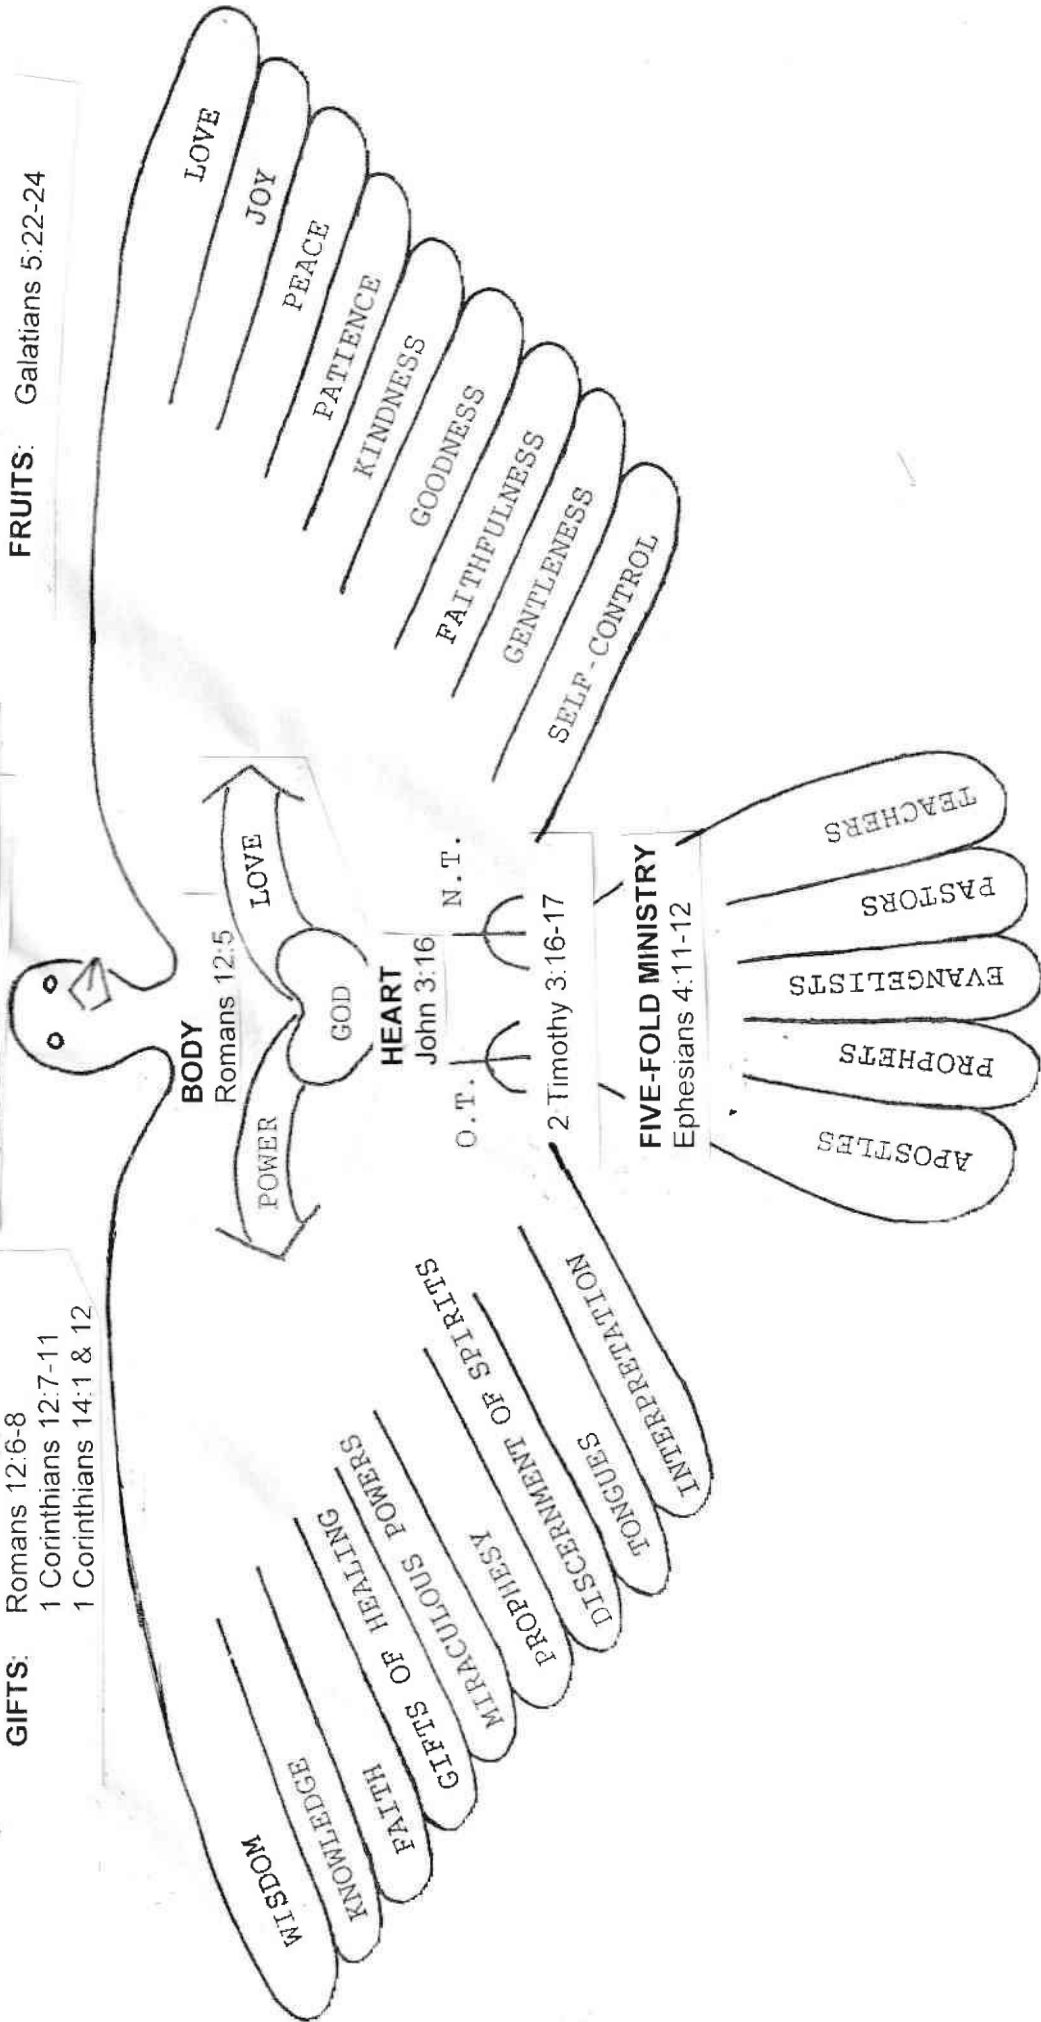 GIFTS: Romans 12:6-8
1 Corinthians 12:7-11
1 Corinthians 14:1 & 12
FRUITS: Galatians 5:22-24
BODY
Romans 12:5
POWER
LOVE
GOD
HEART
John 3:16
O.T.
N.T.
2 Timothy 3:16-17
FIVE-FOLD MINISTRY
Ephesians 4:11-12
WISDOM
KNOWLEDGE
FAITH
GIFTS OF HEALING
MIRACULOUS POWERS
PROPHESY
DISCERNMENT OF SPIRITS
TONGUES
INTERPRETATION
LOVE
JOY
PEACE
PATIENCE
KINDNESS
GOODNESS
FAITHFULNESS
GENTLENESS
SELF-CONTROL
APOSTLES
PROPHETS
EVANGELISTS
PASTORS
TEACHERS